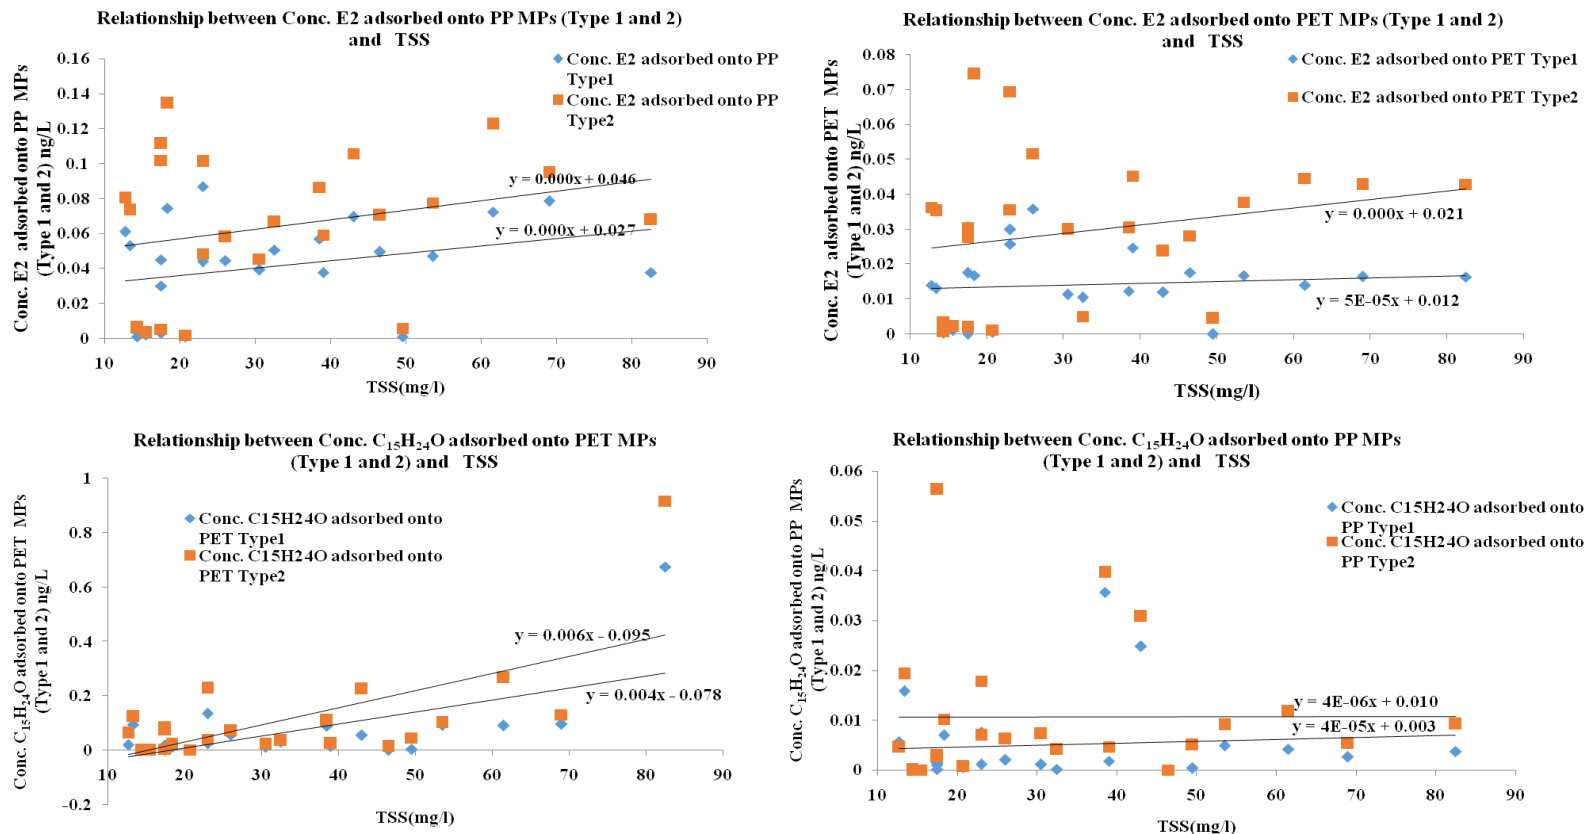 Relationship between Conc. E2 adsorbed onto PP MPs (Type 1 and 2)
and TSS
Conc. E2 adsorbed onto PP MPs
(Type 1 and 2) ng/L
0.16
0.14
0.12
0.1
0.08
0.06
0.04
0.02
0
Conc. E2 adsorbed onto PP
Type1
Conc. E2 adsorbed onto PP
Type2
y = 0.000x + 0.046
y = 0.000x + 0.027
10 20 30 40 50 60 70 80 90
TSS(mg/l)
Relationship between Conc. E2 adsorbed onto PET MPs (Type 1 and 2)
and TSS
Conc. E2 adsorbed onto PET MPs
(Type 1 and 2) ng/L
0.08
0.07
0.06
0.05
0.04
0.03
0.02
0.01
0
Conc. E2 adsorbed onto PET Type1
Conc. E2 adsorbed onto PET Type2
y = 0.000x + 0.021
y = 5E-05x + 0.012
10 20 30 40 50 60 70 80 90
TSS(mg/l)
Relationship between Conc. C₁₅H₂₄O adsorbed onto PET MPs
(Type 1 and 2) and TSS
Conc. C₁₅H₂₄O adsorbed onto PET MPs
(Type 1 and 2) ng/L
1
0.8
0.6
0.4
0.2
0
-0.2
Conc. C15H24O adsorbed onto
PET Type1
Conc. C15H24O adsorbed onto
PET Type2
y = 0.006x - 0.095
y = 0.004x - 0.078
10 20 30 40 50 60 70 80 90
TSS(mg/l)
Relationship between Conc. C₁₅H₂₄O adsorbed onto PP MPs
(Type 1 and 2) and TSS
Conc. C₁₅H₂₄O adsorbed onto PP MPs
(Type 1 and 2) ng/L
0.06
0.05
0.04
0.03
0.02
0.01
0
Conc. C15H24O adsorbed onto
PP Type1
Conc. C15H24O adsorbed onto
PP Type2
y = 4E-06x + 0.010
y = 4E-05x + 0.003
10 20 30 40 50 60 70 80 90
TSS(mg/l)